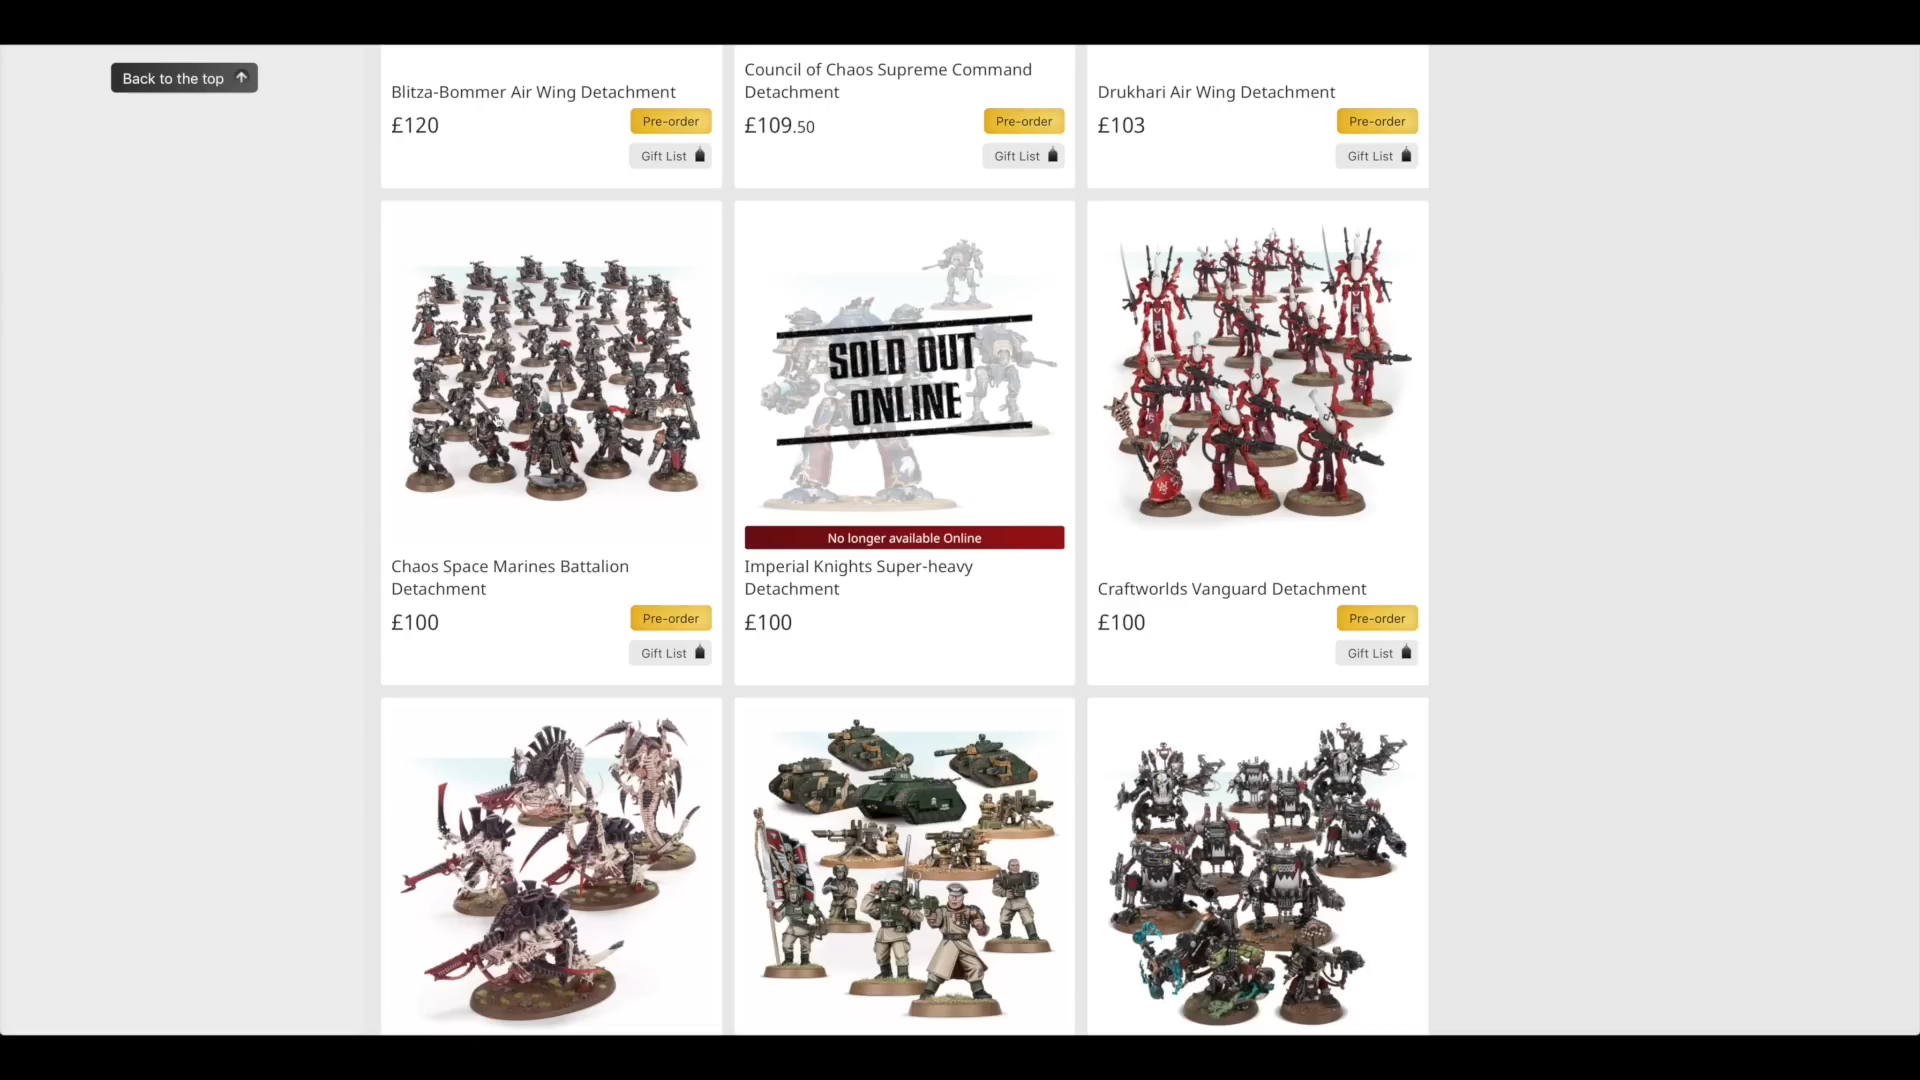 Back to the top
Blitza-Bommer Air Wing Detachment
£120
Pre-order
Gift List
Council of Chaos Supreme Command
Detachment
£109.50
Pre-order
Gift List
Drukhari Air Wing Detachment
£103
Pre-order
Gift List
Chaos Space Marines Battalion
Detachment
£100
Pre-order
Gift List
SOLD OUT
ONLINE
No longer available Online
Imperial Knights Super-heavy
Detachment
£100
Craftworlds Vanguard Detachment
£100
Pre-order
Gift List